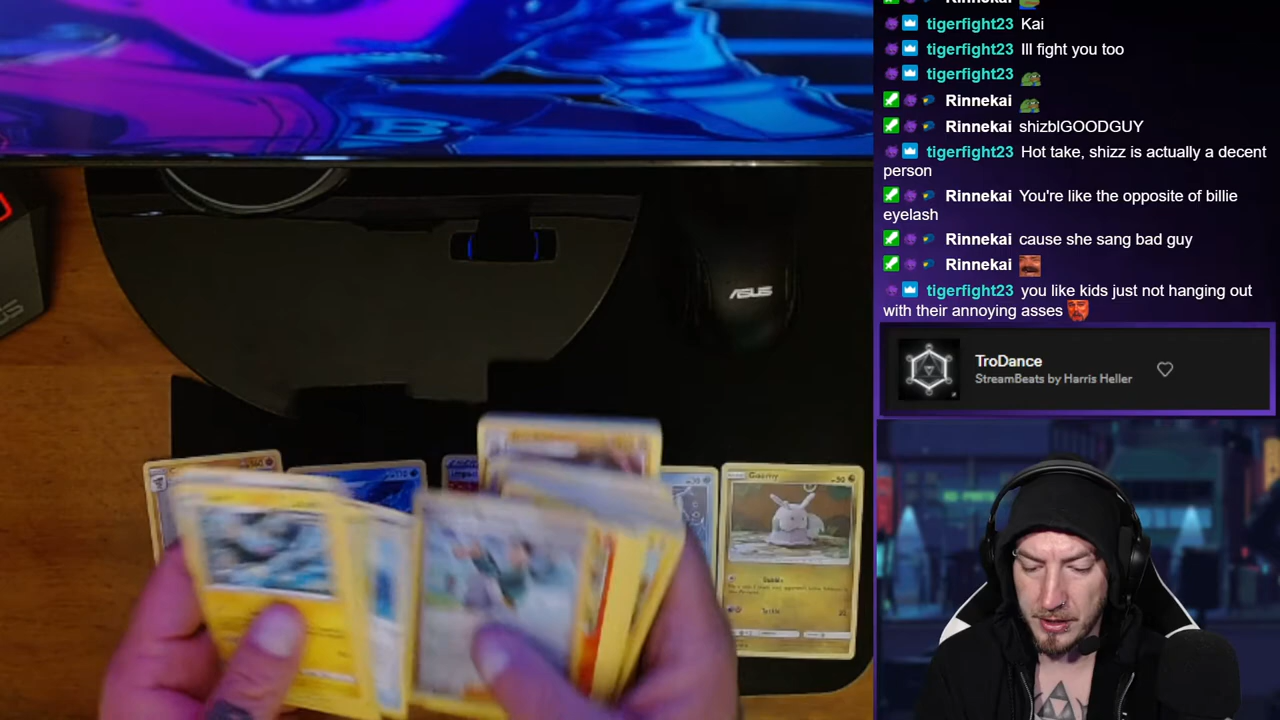 Rinnekai
tigerfight23 Kai
tigerfight23 Ill fight you too
tigerfight23
Rinnekai
Rinnekai shizblGOODGUY
tigerfight23 Hot take, shizz is actually a decent
person
Rinnekai You're like the opposite of billie
eyelash
Rinnekai cause she sang bad guy
Rinnekai
tigerfight23 you like kids just not hanging out
with their annoying asses
TroDance
StreamBeats by Harris Heller
ASUS
Goomy